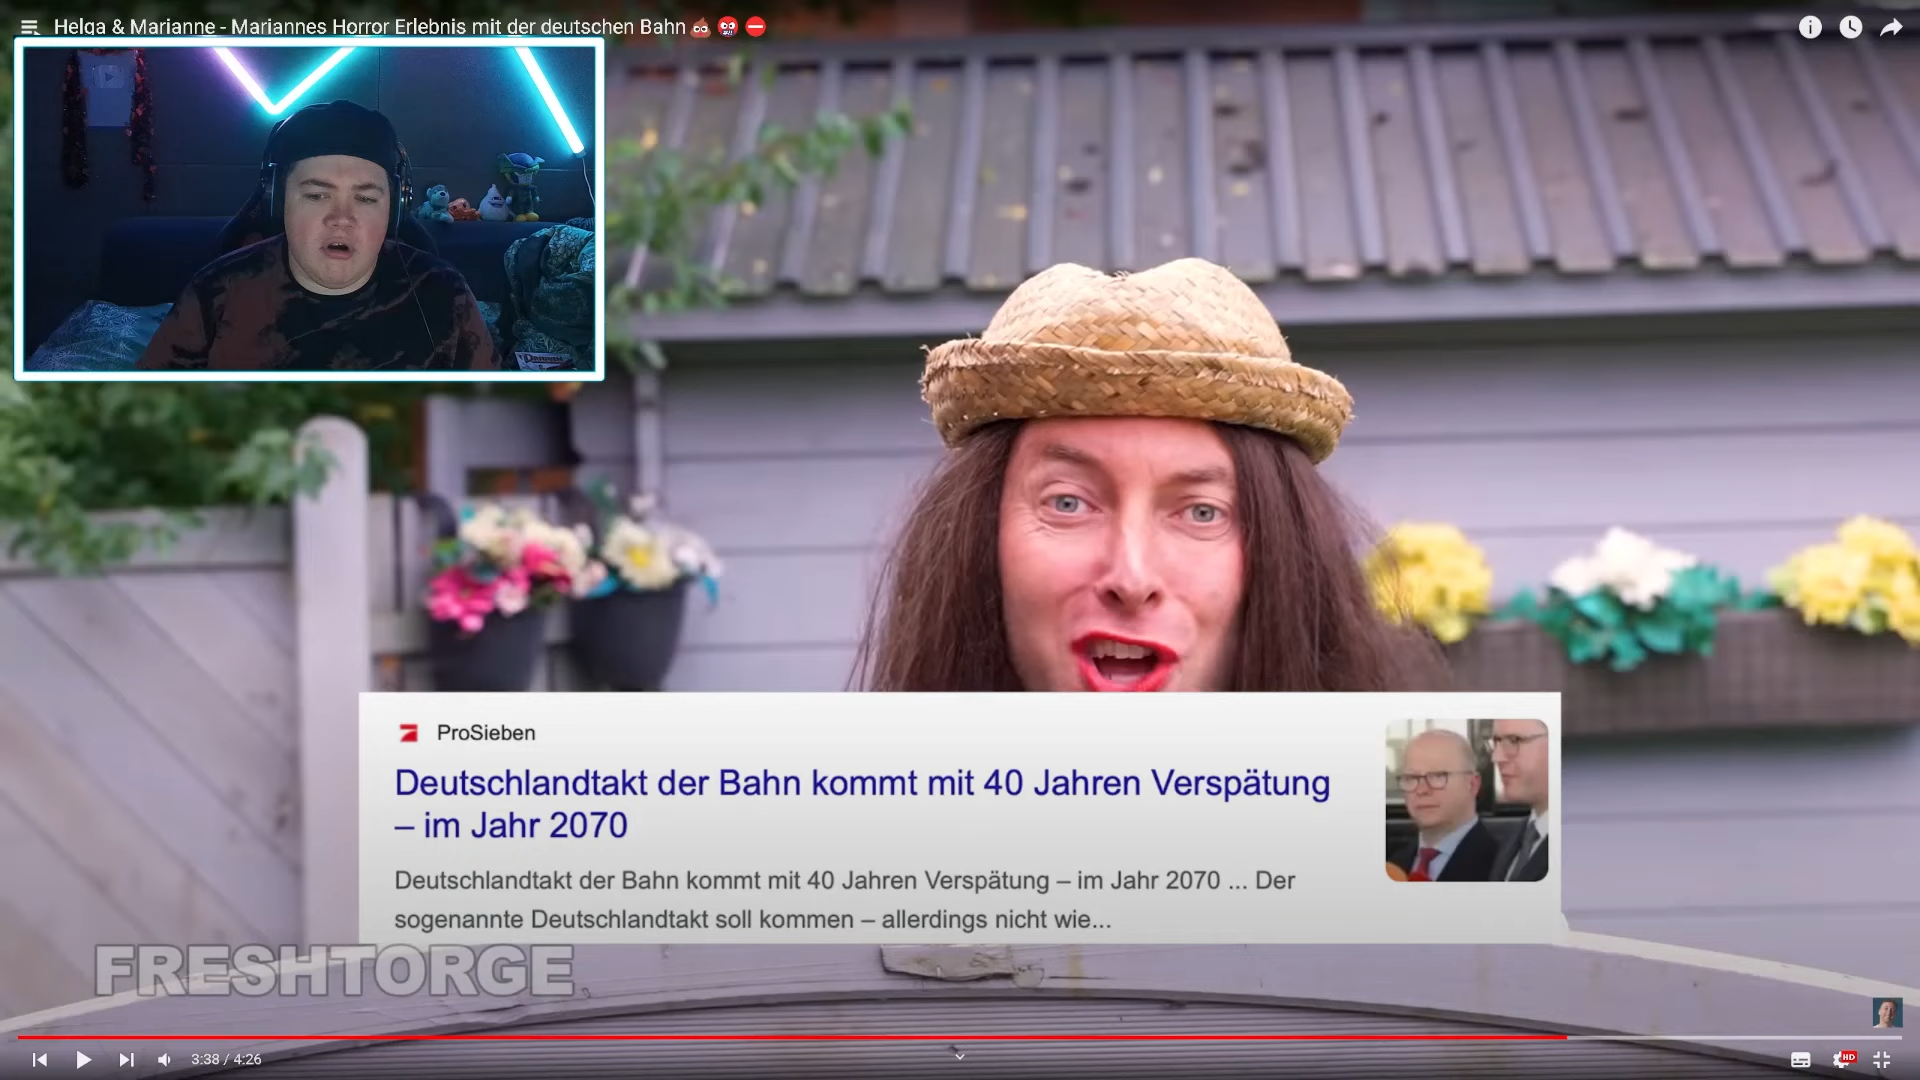 Helga & Marianne - Mariannes Horror Erlebnis mit der deutschen Bahn
ProSieben
Deutschlandtakt der Bahn kommt mit 40 Jahren Verspätung
– im Jahr 2070
Deutschlandtakt der Bahn kommt mit 40 Jahren Verspätung – im Jahr 2070 ... Der
sogenannte Deutschlandtakt soll kommen – allerdings nicht wie...
FRESHTORGE
3:38 / 4:26
HD